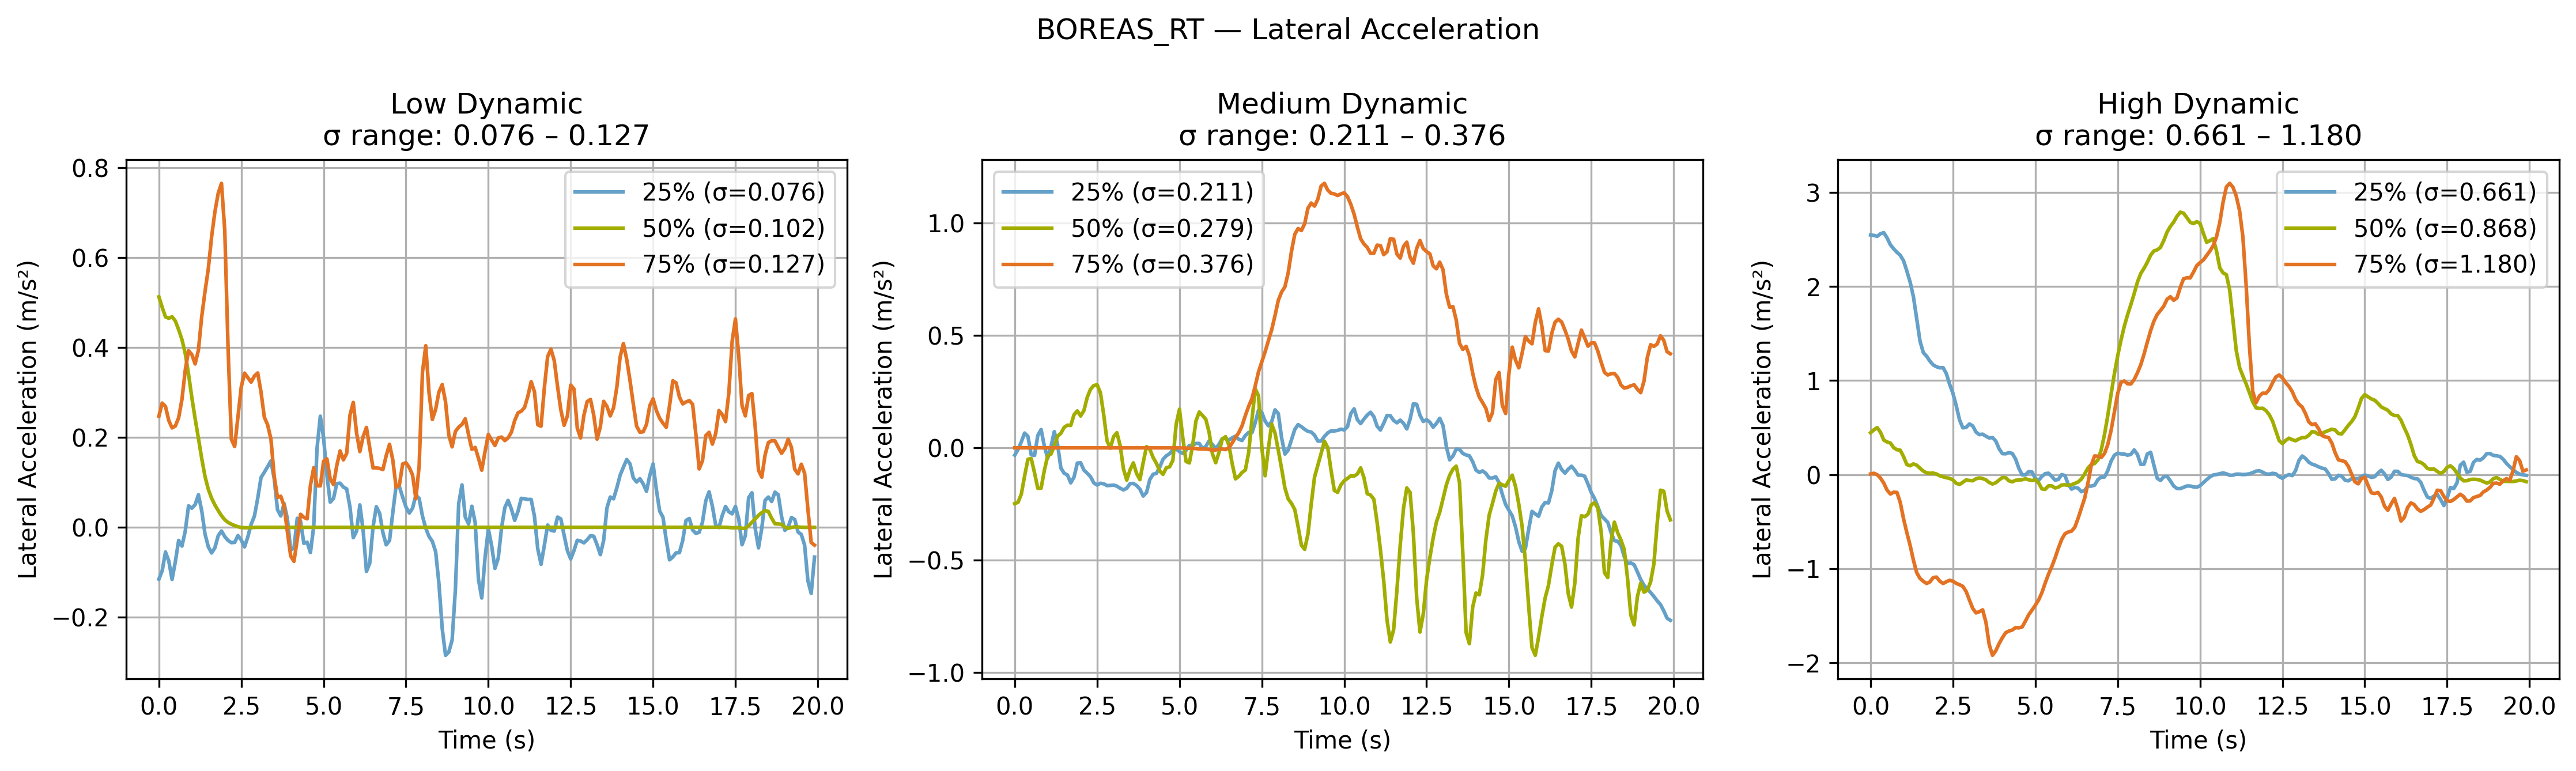 BOREAS_RT — Lateral Acceleration
Low Dynamic
σ range: 0.076 – 0.127
Lateral Acceleration (m/s²)
0.8
0.6
0.4
0.2
0.0
−0.2
25% (σ=0.076)
50% (σ=0.102)
75% (σ=0.127)
0.0 2.5 5.0 7.5 10.0 12.5 15.0 17.5 20.0
Time (s)
Medium Dynamic
σ range: 0.211 – 0.376
Lateral Acceleration (m/s²)
1.0
0.5
0.0
−0.5
−1.0
25% (σ=0.211)
50% (σ=0.279)
75% (σ=0.376)
0.0 2.5 5.0 7.5 10.0 12.5 15.0 17.5 20.0
Time (s)
High Dynamic
σ range: 0.661 – 1.180
Lateral Acceleration (m/s²)
3
2
1
0
−1
−2
25% (σ=0.661)
50% (σ=0.868)
75% (σ=1.180)
0.0 2.5 5.0 7.5 10.0 12.5 15.0 17.5 20.0
Time (s)